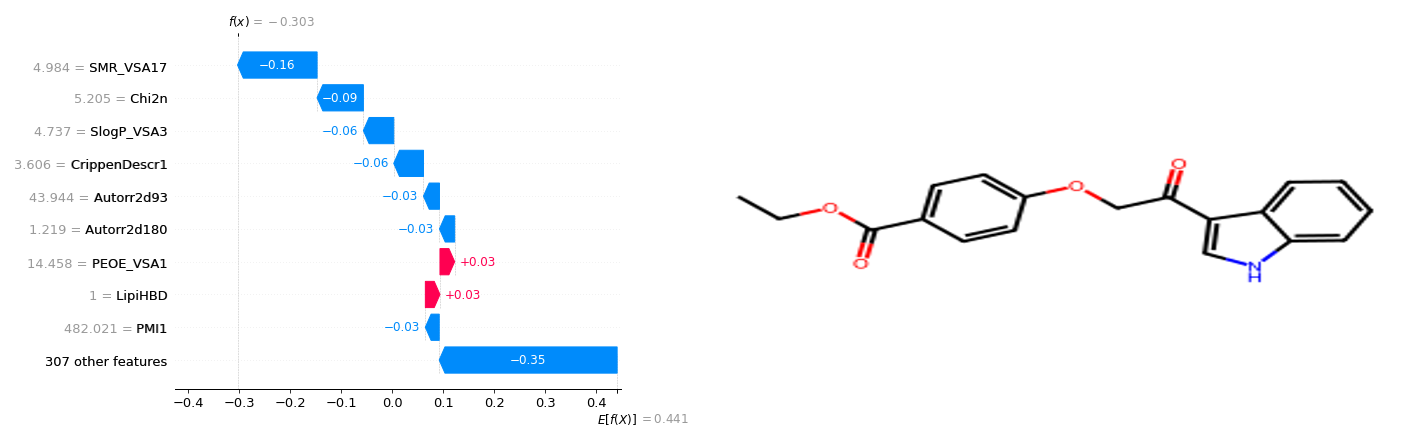 f(x) = −0.303
4.984 = SMR_VSA17
−0.16
5.205 = Chi2n
−0.09
4.737 = SlogP_VSA3
−0.06
3.606 = CrippenDescr1
−0.06
43.944 = Autorr2d93
−0.03
1.219 = Autorr2d180
−0.03
14.458 = PEOE_VSA1
+0.03
1 = LipiHBD
+0.03
482.021 = PMI1
−0.03
307 other features
−0.35
−0.4 −0.3 −0.2 −0.1 0.0 0.1 0.2 0.3 0.4
E[f(X)] = 0.441
O
O
O
O
N
H